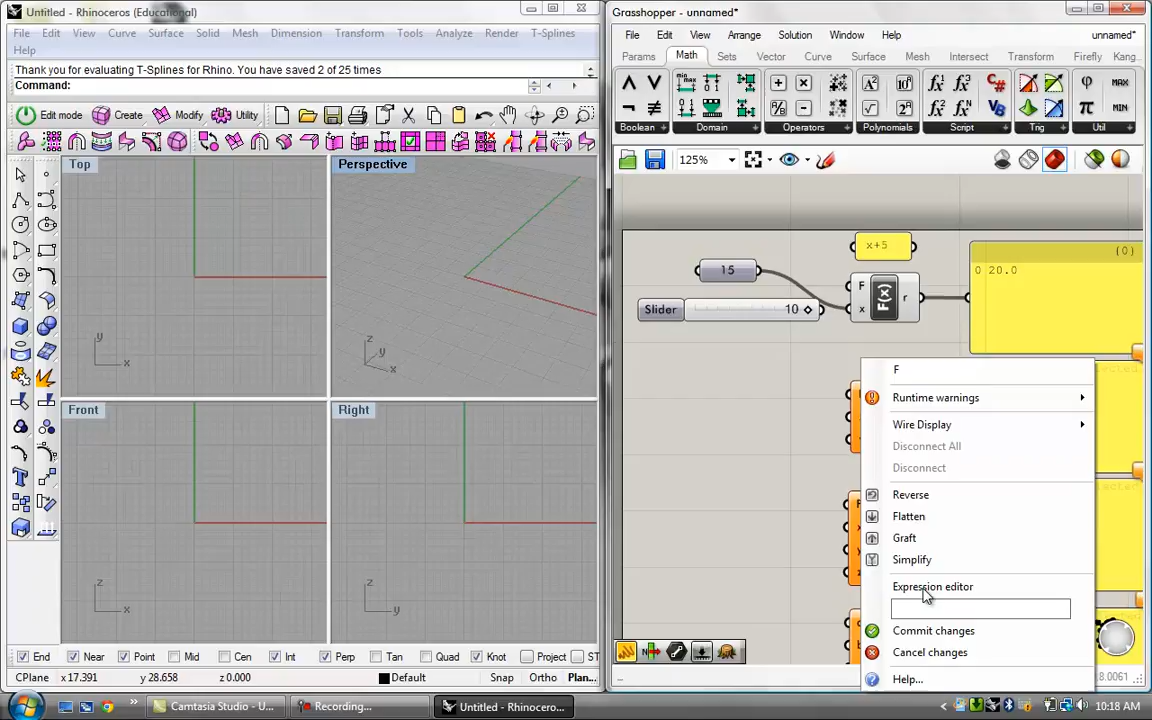 Untitled - Rhinoceros (Educational)
File Edit View Curve Surface Solid Mesh Dimension Transform Tools Analyze Render T-Splines
Help
Thank you for evaluating T-Splines for Rhino. You have saved 2 of 25 times
Command:
Edit mode Create Modify Utility
Top
Perspective
y
x
z
y
x
Front
Right
z
x
z
y
End Near Point Mid Cen Int Perp Tan Quad Knot Project ST
CPlane x 17.391 y 28.658 z 0.000 Default Snap Ortho Plan...
Grasshopper - unnamed*
File Edit View Arrange Solution Window Help unnamed*
Params Math Sets Vector Curve Surface Mesh Intersect Transform Firefly Kang
Boolean Domain Operators Polynomials Script Trig Util
MAX
MIN
125%
x+5
(0)
0 20.0
15
F
x
F(x)
r
Slider 10
F
Runtime warnings
Wire Display
Disconnect All
Disconnect
Reverse
Flatten
Graft
Simplify
Expression editor
Commit changes
Cancel changes
Help...
Camtasia Studio - U...
Recording...
Untitled - Rhinocero...
10:18 AM